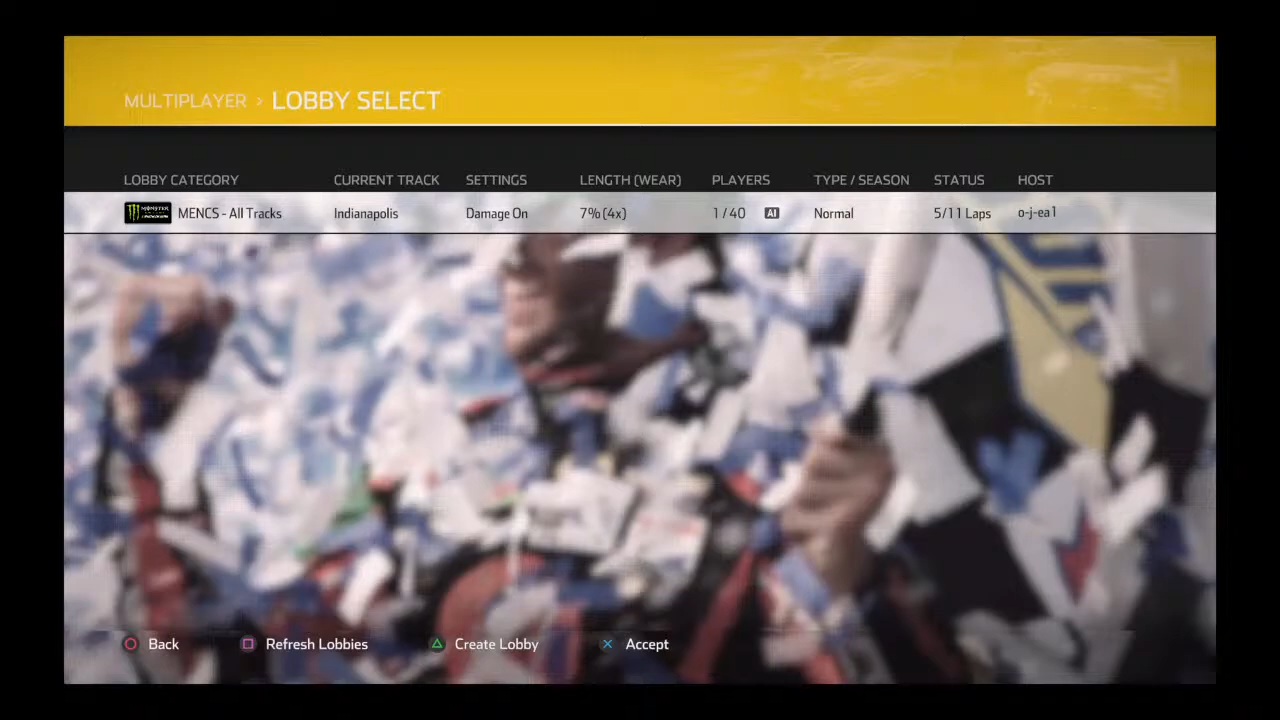 MULTIPLAYER > LOBBY SELECT
LOBBY CATEGORY CURRENT TRACK SETTINGS LENGTH (WEAR) PLAYERS TYPE / SEASON STATUS HOST
MONSTER MENCS - All Tracks Indianapolis Damage On 7% (4x) 1 / 40 AI Normal 5/11 Laps o-j-ea1
Back Refresh Lobbies Create Lobby Accept